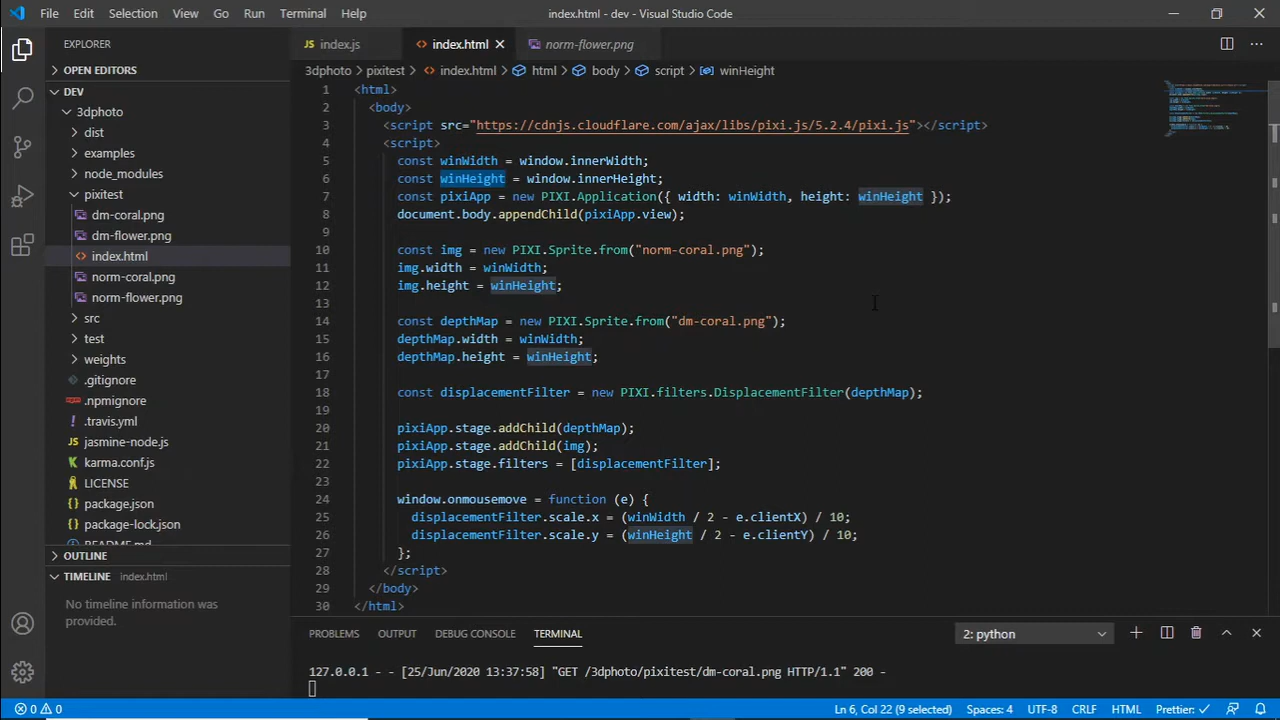 File Edit Selection View Go Run Terminal Help index.html - dev - Visual Studio Code
EXPLORER
OPEN EDITORS
DEV
3dphoto
dist
examples
node_modules
pixitest
dm-coral.png
dm-flower.png
index.html
norm-coral.png
norm-flower.png
src
test
weights
.gitignore
.npmignore
.travis.yml
jasmine-node.js
karma.conf.js
LICENSE
package.json
package-lock.json
README.md
OUTLINE
TIMELINE index.html
No timeline information was
provided.
JS index.js index.html norm-flower.png
3dphoto > pixitest > index.html > html > body > script > winHeight
1 <html>
2 <body>
3 <script src="https://cdnjs.cloudflare.com/ajax/libs/pixi.js/5.2.4/pixi.js"></script>
4 <script>
5 const winWidth = window.innerWidth;
6 const winHeight = window.innerHeight;
7 const pixiApp = new PIXI.Application({ width: winWidth, height: winHeight });
8 document.body.appendChild(pixiApp.view);
9
10 const img = new PIXI.Sprite.from("norm-coral.png");
11 img.width = winWidth;
12 img.height = winHeight;
13
14 const depthMap = new PIXI.Sprite.from("dm-coral.png");
15 depthMap.width = winWidth;
16 depthMap.height = winHeight;
17
18 const displacementFilter = new PIXI.filters.DisplacementFilter(depthMap);
19
20 pixiApp.stage.addChild(depthMap);
21 pixiApp.stage.addChild(img);
22 pixiApp.stage.filters = [displacementFilter];
23
24 window.onmousemove = function (e) {
25 displacementFilter.scale.x = (winWidth / 2 - e.clientX) / 10;
26 displacementFilter.scale.y = (winHeight / 2 - e.clientY) / 10;
27 };
28 </script>
29 </body>
30 </html>
PROBLEMS OUTPUT DEBUG CONSOLE TERMINAL 2: python
127.0.0.1 - - [25/Jun/2020 13:37:58] "GET /3dphoto/pixitest/dm-coral.png HTTP/1.1" 200 -
0 0 Ln 6, Col 22 (9 selected) Spaces: 4 UTF-8 CRLF HTML Prettier: ✓